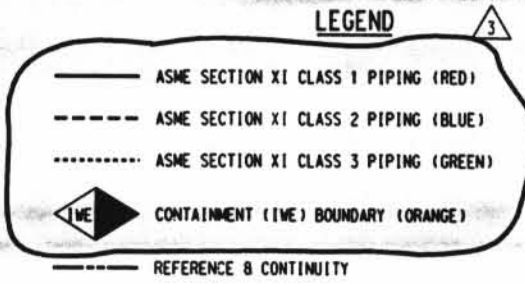 LEGEND
3
ASME SECTION XI CLASS 1 PIPING (RED)
ASME SECTION XI CLASS 2 PIPING (BLUE)
ASME SECTION XI CLASS 3 PIPING (GREEN)
IWE CONTAINMENT (IWE) BOUNDARY (ORANGE)
REFERENCE & CONTINUITY